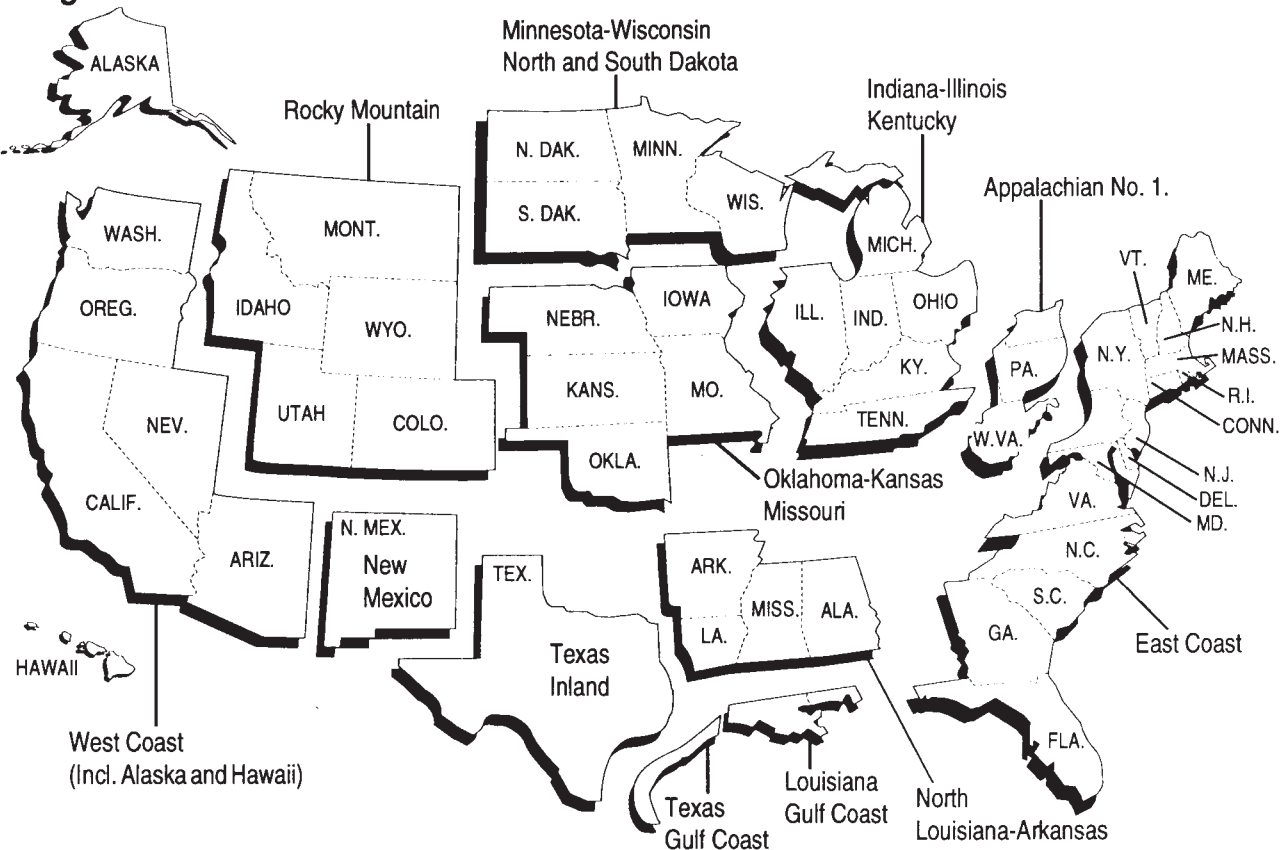 ALASKA
Minnesota-Wisconsin
North and South Dakota
Indiana-Illinois
Kentucky
Rocky Mountain
Appalachian No. 1.
N. DAK.
MINN.
S. DAK.
WIS.
WASH.
MONT.
MICH.
VT.
ME.
OREG.
IDAHO
WYO.
NEBR.
IOWA
ILL.
IND.
OHIO
N.Y.
N.H.
MASS.
R.I.
CONN.
PA.
KY.
KANS.
MO.
UTAH
COLO.
NEV.
TENN.
W.VA.
OKLA.
Oklahoma-Kansas
Missouri
N.J.
DEL.
MD.
CALIF.
VA.
N.C.
ARIZ.
N. MEX.
New
Mexico
TEX.
ARK.
MISS.
ALA.
LA.
S.C.
GA.
East Coast
HAWAII
Texas
Inland
West Coast
(Incl. Alaska and Hawaii)
FLA.
Texas
Gulf Coast
Louisiana
Gulf Coast
North
Louisiana-Arkansas